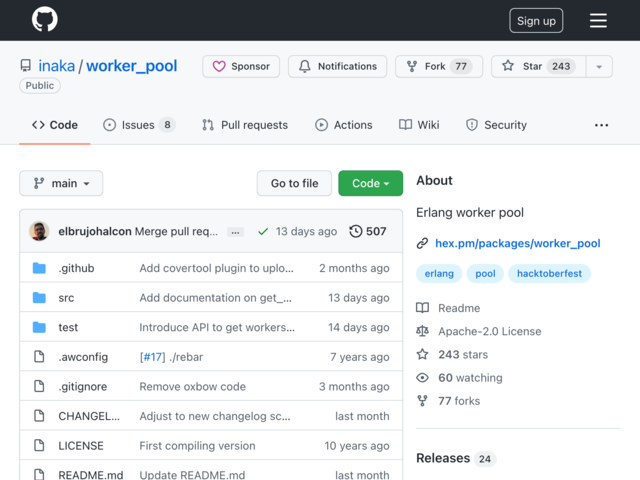 Sign up
inaka / worker_pool
Public
Sponsor
Notifications
Fork 77
Star 243
Code
Issues 8
Pull requests
Actions
Wiki
Security
main
Go to file
Code
elbrujohalcon Merge pull req... ... 13 days ago 507
.github Add covertool plugin to uplo... 2 months ago
src Add documentation on get_... 13 days ago
test Introduce API to get workers... 14 days ago
.awconfig [#17] ./rebar 7 years ago
.gitignore Remove oxbow code 3 months ago
CHANGEL... Adjust to new changelog sc... last month
LICENSE First compiling version 10 years ago
README.md Update README.md last month
About
Erlang worker pool
hex.pm/packages/worker_pool
erlang pool hacktoberfest
Readme
Apache-2.0 License
243 stars
60 watching
77 forks
Releases 24